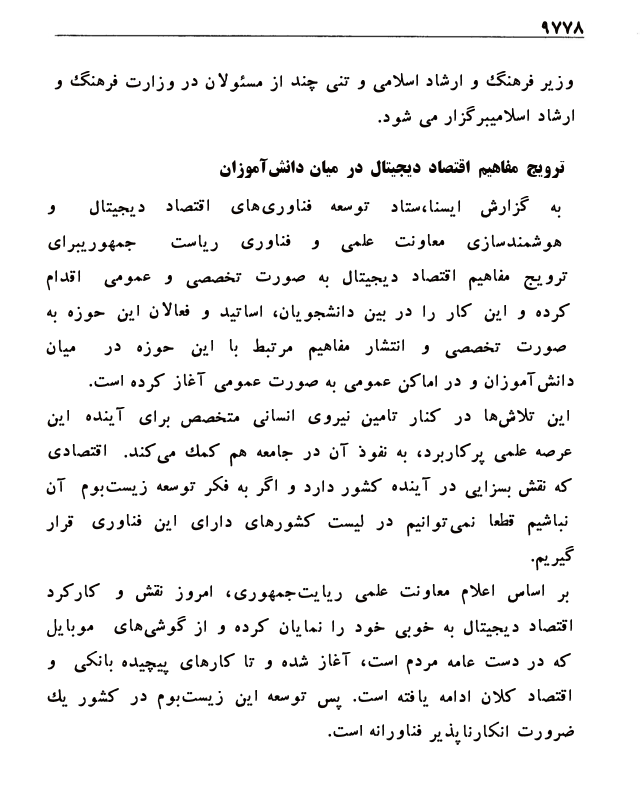 ۹۷۷۸
وزیر فرهنگ و ارشاد اسلامی و تنی چند از مسئولان در وزارت فرهنگ و
ارشاد اسلامیبرگزار می شود.
ترویج مفاهیم اقتصاد دیجیتال در میان دانش‌آموزان
به گزارش ایسنا،ستاد توسعه فناوری‌های اقتصاد دیجیتال و
هوشمندسازی معاونت علمی و فناوری ریاست جمهوریبرای
ترویج مفاهیم اقتصاد دیجیتال به صورت تخصصی و عمومی اقدام
کرده و این کار را در بین دانشجویان، اساتید و فعالان این حوزه به
صورت تخصصی و انتشار مفاهیم مرتبط با این حوزه در میان
دانش‌آموزان و در اماکن عمومی به صورت عمومی آغاز کرده است.
این تلاش‌ها در کنار تامین نیروی انسانی متخصص برای آینده این
عرصه علمی پرکاربرد، به نفوذ آن در جامعه هم کمك می‌کند. اقتصادی
که نقش بسزایی در آینده کشور دارد و اگر به فکر توسعه زیست‌بوم آن
نباشیم قطعا نمی‌توانیم در لیست کشورهای دارای این فناوری قرار
گیریم.
بر اساس اعلام معاونت علمی ریایت‌جمهوری، امروز نقش و کارکرد
اقتصاد دیجیتال به خوبی خود را نمایان کرده و از گوشی‌های موبایل
که در دست عامه مردم است، آغاز شده و تا کارهای پیچیده بانکی و
اقتصاد کلان ادامه یافته است. پس توسعه این زیست‌بوم در کشور یك
ضرورت انکارناپذیر فناورانه است.